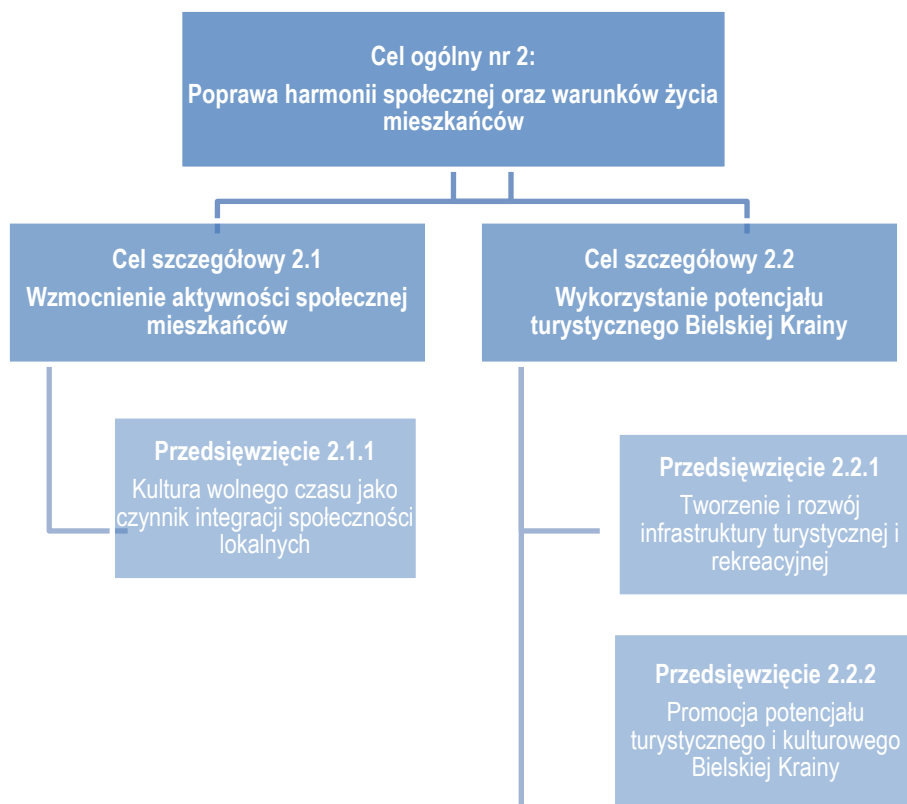 Cel ogólny nr 2:
Poprawa harmonii społecznej oraz warunków życia
mieszkańców
Cel szczegółowy 2.1
Wzmocnienie aktywności społecznej
mieszkańców
Cel szczegółowy 2.2
Wykorzystanie potencjału
turystycznego Bielskiej Krainy
Przedsięwzięcie 2.1.1
Kultura wolnego czasu jako
czynnik integracji społeczności
lokalnych
Przedsięwzięcie 2.2.1
Tworzenie i rozwój
infrastruktury turystycznej i
rekreacyjnej
Przedsięwzięcie 2.2.2
Promocja potencjału
turystycznego i kulturowego
Bielskiej Krainy